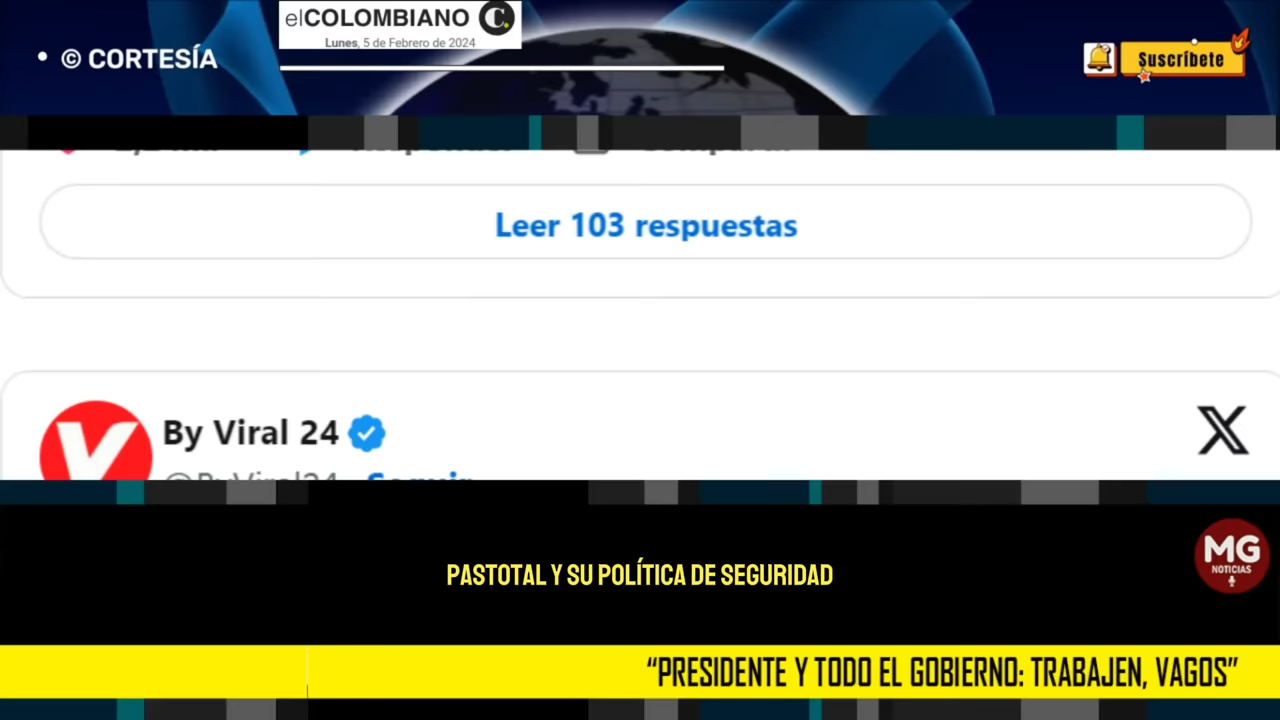 elCOLOMBIANO C.
Lunes, 5 de Febrero de 2024
• © CORTESÍA
Suscríbete
Leer 103 respuestas
By Viral 24
X
PASTOTAL Y SU POLÍTICA DE SEGURIDAD
MG
NOTICIAS
“PRESIDENTE Y TODO EL GOBIERNO: TRABAJEN, VAGOS”